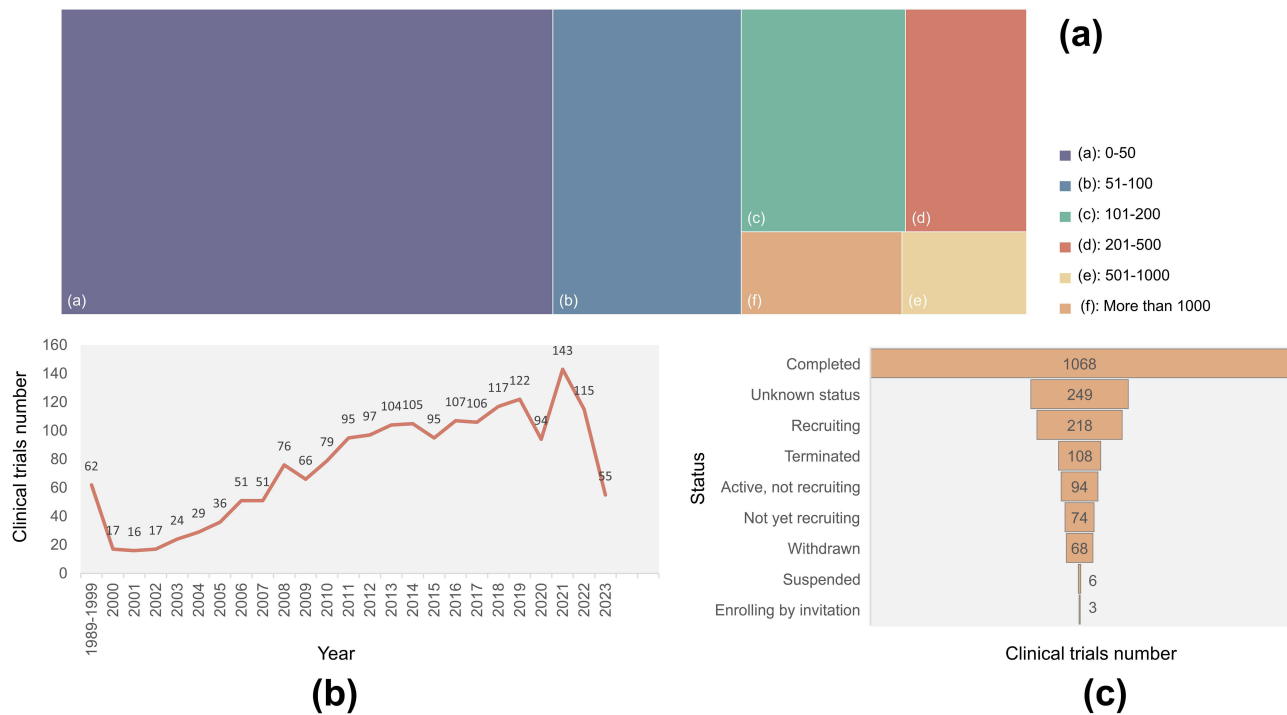 (a)
(a)
(b)
(c)
(d)
(f)
(e)
(a): 0-50
(b): 51-100
(c): 101-200
(d): 201-500
(e): 501-1000
(f): More than 1000
Clinical trials number
160
140
120
100
80
60
40
20
0
62
17
16
17
24
29
36
51
51
76
66
79
95
97
104
105
95
107
106
117
122
94
143
115
55
1989-1999
2000
2001
2002
2003
2004
2005
2006
2007
2008
2009
2010
2011
2012
2013
2014
2015
2016
2017
2018
2019
2020
2021
2022
2023
Year
(b)
Status
Completed 1068
Unknown status 249
Recruiting 218
Terminated 108
Active, not recruiting 94
Not yet recruiting 74
Withdrawn 68
Suspended 6
Enrolling by invitation 3
Clinical trials number
(c)